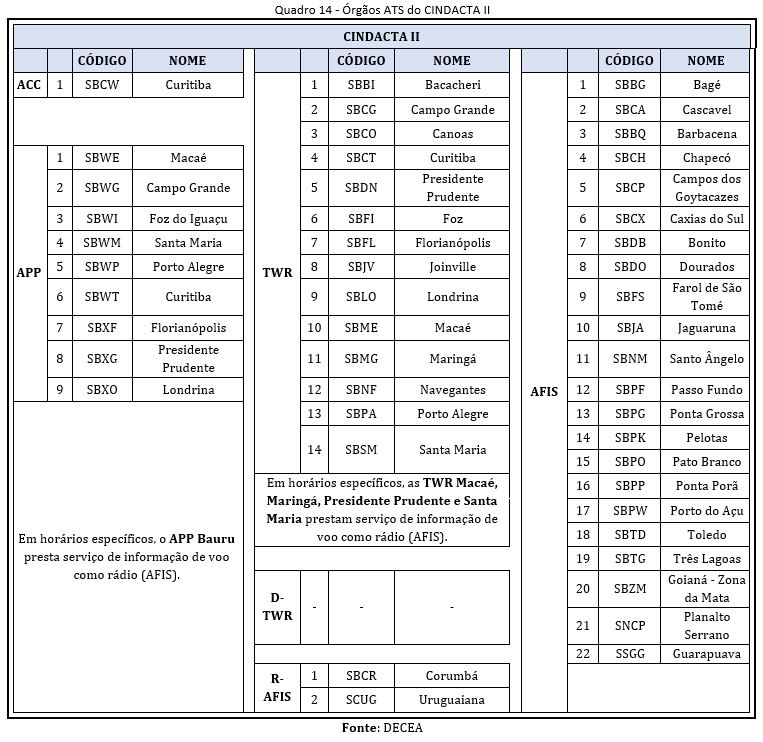 Quadro 14 - Órgãos ATS do CINDACTA II
CINDACTA II
CÓDIGO NOME
ACC 1 SBCW Curitiba
APP
1 SBWE Macaé
2 SBWG Campo Grande
3 SBWI Foz do Iguaçu
4 SBWM Santa Maria
5 SBWP Porto Alegre
6 SBWT Curitiba
7 SBXF Florianópolis
8 SBXG Presidente
Prudente
9 SBXO Londrina
Em horários específicos, o APP Bauru
presta serviço de informação de voo
como rádio (AFIS).
CÓDIGO NOME
TWR
1 SBBI Bacacheri
2 SBCG Campo Grande
3 SBCO Canoas
4 SBCT Curitiba
5 SBDN Presidente
Prudente
6 SBFI Foz
7 SBFL Florianópolis
8 SBJV Joinville
9 SBLO Londrina
10 SBME Macaé
11 SBMG Maringá
12 SBNF Navegantes
13 SBPA Porto Alegre
14 SBSM Santa Maria
Em horários específicos, as TWR Macaé,
Maringá, Presidente Prudente e Santa
Maria prestam serviço de informação de
voo como rádio (AFIS).
D-
TWR
- - -
R-
AFIS
1 SBCR Corumbá
2 SCUG Uruguaiana
CÓDIGO NOME
AFIS
1 SBBG Bagé
2 SBCA Cascavel
3 SBBQ Barbacena
4 SBCH Chapecó
5 SBCP Campos dos
Goytacazes
6 SBCX Caxias do Sul
7 SBDB Bonito
8 SBDO Dourados
9 SBFS Farol de São
Tomé
10 SBJA Jaguaruna
11 SBNM Santo Ângelo
12 SBPF Passo Fundo
13 SBPG Ponta Grossa
14 SBPK Pelotas
15 SBPO Pato Branco
16 SBPP Ponta Porã
17 SBPW Porto do Açu
18 SBTD Toledo
19 SBTG Três Lagoas
20 SBZM Goianá - Zona
da Mata
21 SNCP Planalto
Serrano
22 SSGG Guarapuava
Fonte: DECEA